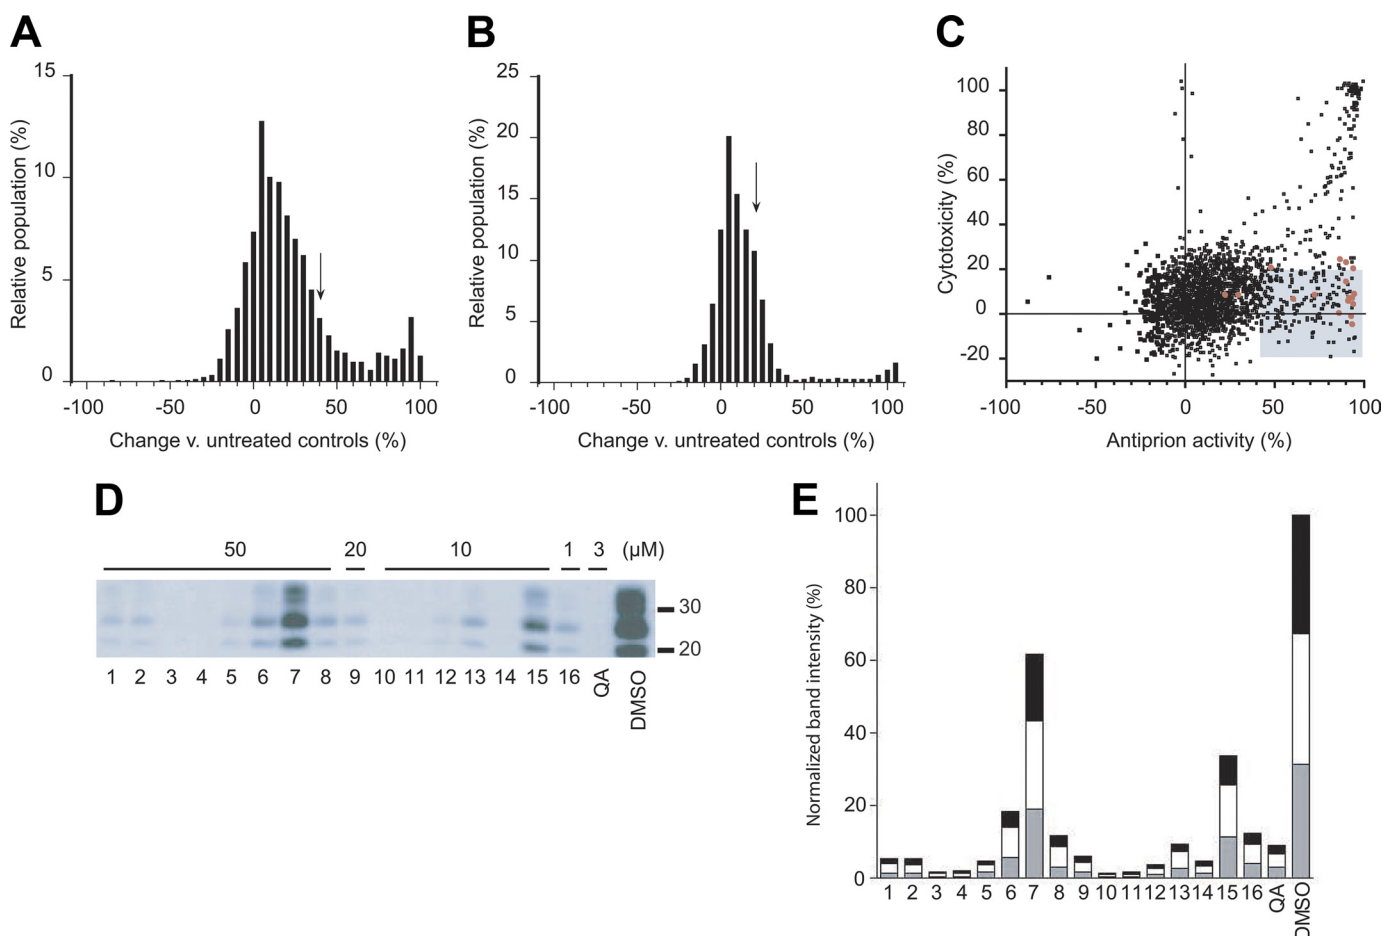 A
B
C
Relative population (%)
15
10
5
0
-100
-50
0
50
100
Change v. untreated controls (%)
Relative population (%)
25
20
15
10
5
0
-100
-50
0
50
100
Change v. untreated controls (%)
Cytotoxicity (%)
100
80
60
40
20
0
-20
-100
-50
0
50
100
Antiprion activity (%)
D
50 20 10 1 3 (μM)
30
20
1 2 3 4 5 6 7 8 9 10 11 12 13 14 15 16 QA DMSO
E
Normalized band intensity (%)
100
80
60
40
20
0
1 2 3 4 5 6 7 8 9 10 11 12 13 14 15 16 QA DMSO